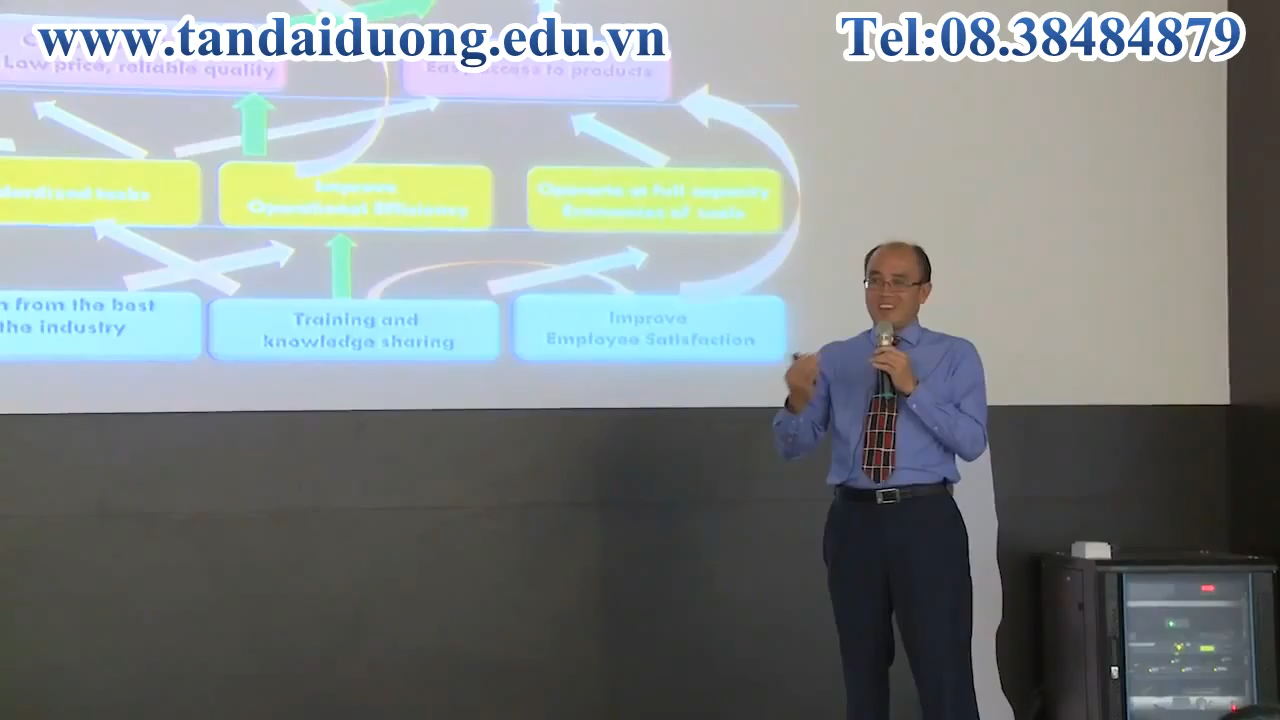 www.tandaiduong.edu.vn
Tel:08.38484879
Low price, reliable quality
Easy access to products
tasks
Improve
Operational Efficiency
Operate at full capacity
Economies of scale
from the best
the industry
Training and
knowledge sharing
Improve
Employee Satisfaction